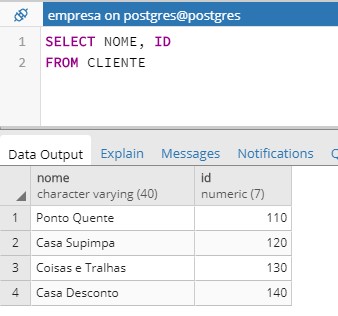 empresa on postgres@postgres
1 SELECT NOME, ID
2 FROM CLIENTE
Data Output Explain Messages Notifications
nome id
character varying (40) numeric (7)
1 Ponto Quente 110
2 Casa Supimpa 120
3 Coisas e Tralhas 130
4 Casa Desconto 140